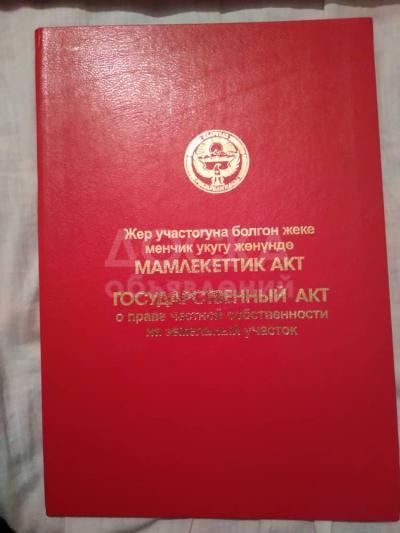 Жер участогуна болгон жеке
менчик укугу жөнүндө
МАМЛЕКЕТТИК АКТ
ГОСУДАРСТВЕННЫЙ АКТ
о праве частной собственности
на земельный участок